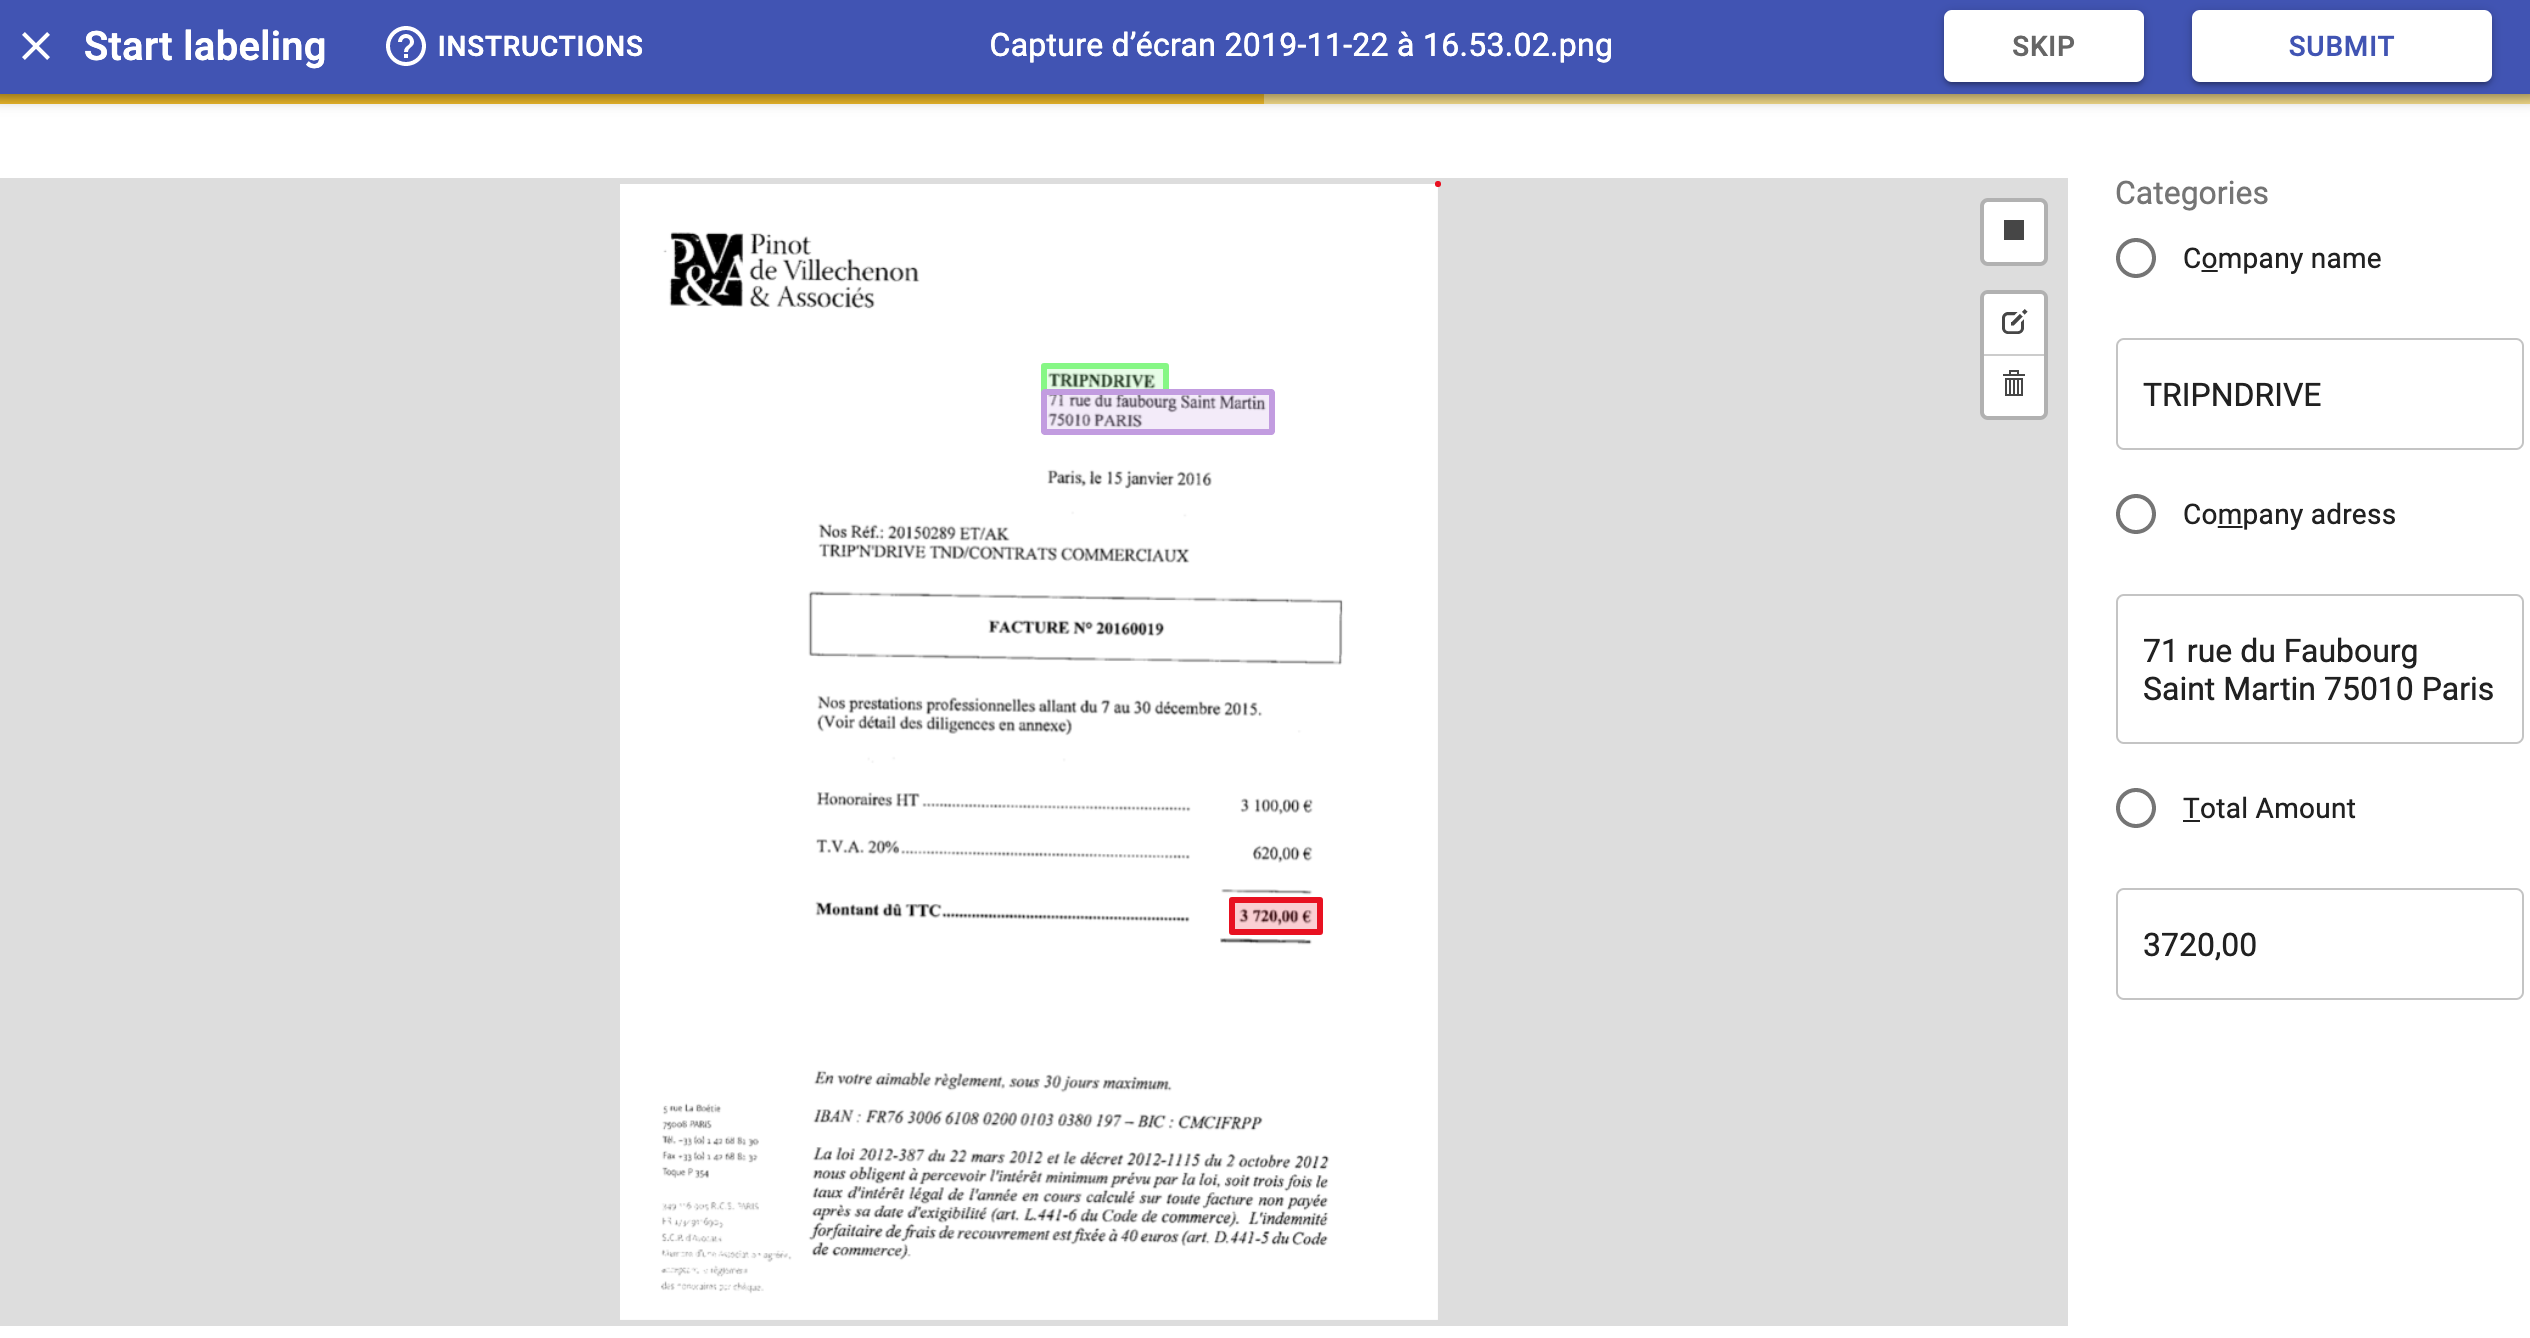 Start labeling
INSTRUCTIONS
Capture d’écran 2019-11-22 à 16.53.02.png
SKIP
SUBMIT
PVA
&
Pinot
de Villechenon
& Associés
TRIPNDRIVE
71 rue du faubourg Saint Martin
75010 PARIS
Paris, le 15 janvier 2016
Nos Réf.: 20150289 ET/AK
TRIP'N'DRIVE TND/CONTRATS COMMERCIAUX
FACTURE N° 20160019
Nos prestations professionnelles allant du 7 au 30 décembre 2015.
(Voir détail des diligences en annexe)
Honoraires HT 3 100,00 €
T.V.A. 20% 620,00 €
Montant dû TTC 3 720,00 €
En votre aimable règlement, sous 30 jours maximum.
IBAN : FR76 3006 6108 0200 0103 0380 197 – BIC : CMCIFRPP
La loi 2012-387 du 22 mars 2012 et le décret 2012-1115 du 2 octobre 2012
nous obligent à percevoir l'intérêt minimum prévu par la loi, soit trois fois le
taux d'intérêt légal de l'année en cours calculé sur toute facture non payée
après sa date d'exigibilité (art. L.441-6 du Code de commerce). L'indemnité
forfaitaire de frais de recouvrement est fixée à 40 euros (art. D.441-5 du Code
de commerce).
5 rue La Boétie
75008 PARIS
Tél. +33 (0) 1 42 68 81 30
Fax +33 (0) 1 42 68 81 32
Toque P 354
R.C.S. PARIS
des honoraires par chèque.
Categories
Company name
TRIPNDRIVE
Company adress
71 rue du Faubourg
Saint Martin 75010 Paris
Total Amount
3720,00